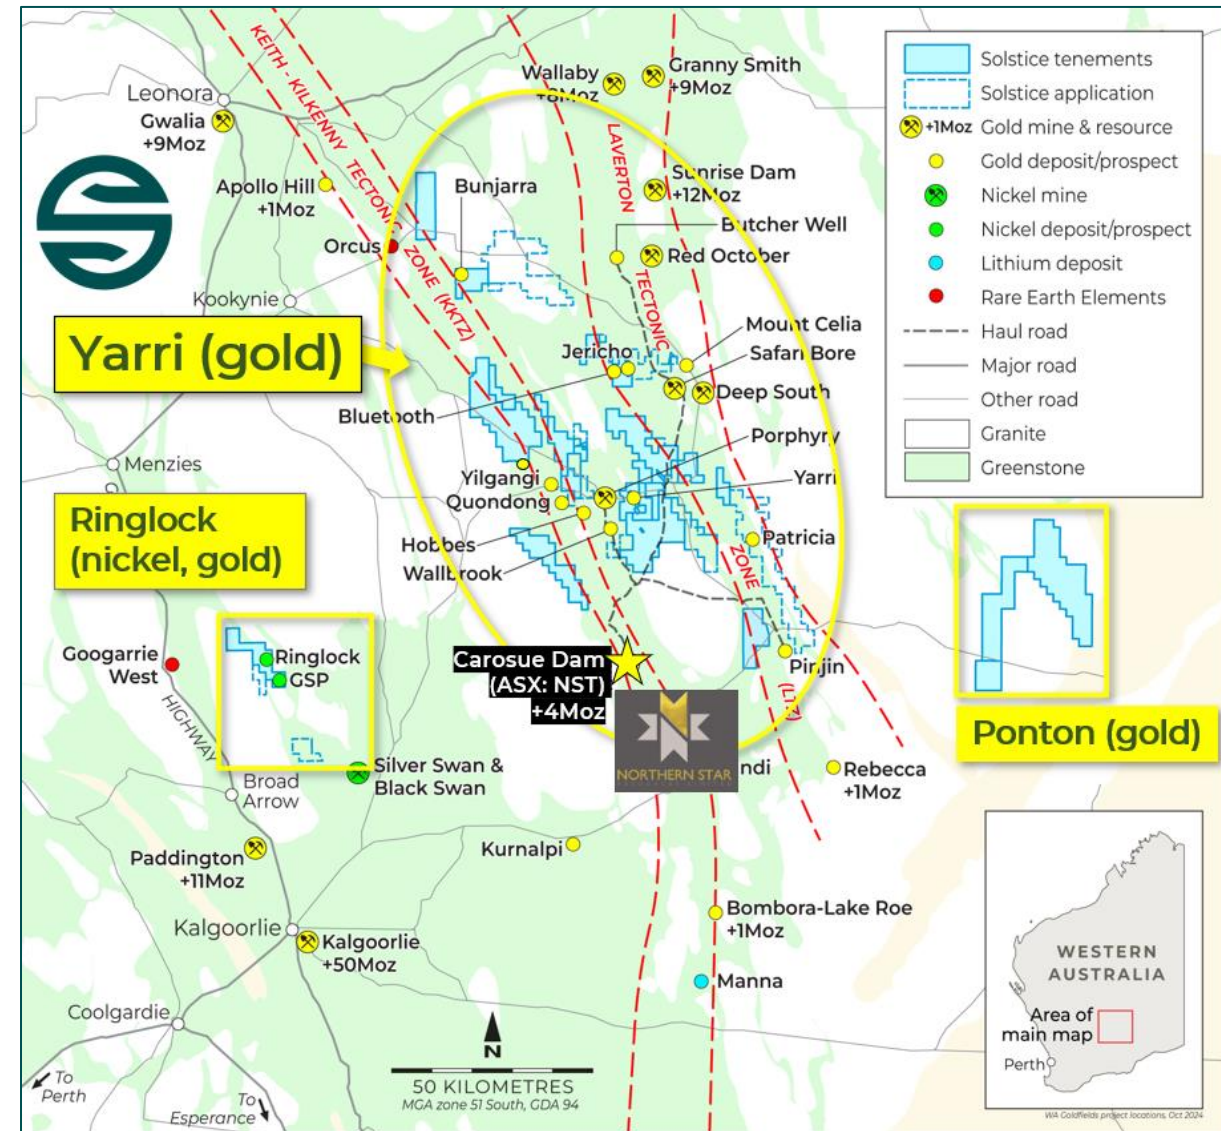 Leonora
Gwalia
+9Moz
KEITH - KILKENNY TECTONIC ZONE (KKTZ)
Wallaby
+8Moz
Granny Smith
+9Moz
LAVERTON TECTONIC ZONE (LTZ)
Apollo Hill
+1Moz
Bunjarra
Sunrise Dam
+12Moz
Butcher Well
Orcus
Red October
Kookynie
Yarri (gold)
Mount Celia
Jericho
Safari Bore
Deep South
Bluetooth
Porphyry
Menzies
Yilgangi
Yarri
Quondong
Ringlock
(nickel, gold)
Hobbes
Patricia
Wallbrook
Googarrie
West
Ringlock
GSP
Carosue Dam
(ASX: NST)
+4Moz
Pinjin
HIGHWAY
NORTHERN STAR
ndi
Rebecca
+1Moz
Silver Swan &
Black Swan
Broad
Arrow
Paddington
+11Moz
Kurnalpi
Kalgoorlie
Kalgoorlie
+50Moz
Bombora-Lake Roe
+1Moz
Manna
Coolgardie
N
50 KILOMETRES
MGA zone 51 South, GDA 94
To
Perth
To
Esperance
Solstice tenements
Solstice application
+1Moz Gold mine & resource
Gold deposit/prospect
Nickel mine
Nickel deposit/prospect
Lithium deposit
Rare Earth Elements
Haul road
Major road
Other road
Granite
Greenstone
Ponton (gold)
WESTERN
AUSTRALIA
Area of
main map
Perth
WA Goldfields project locations, Oct 2024